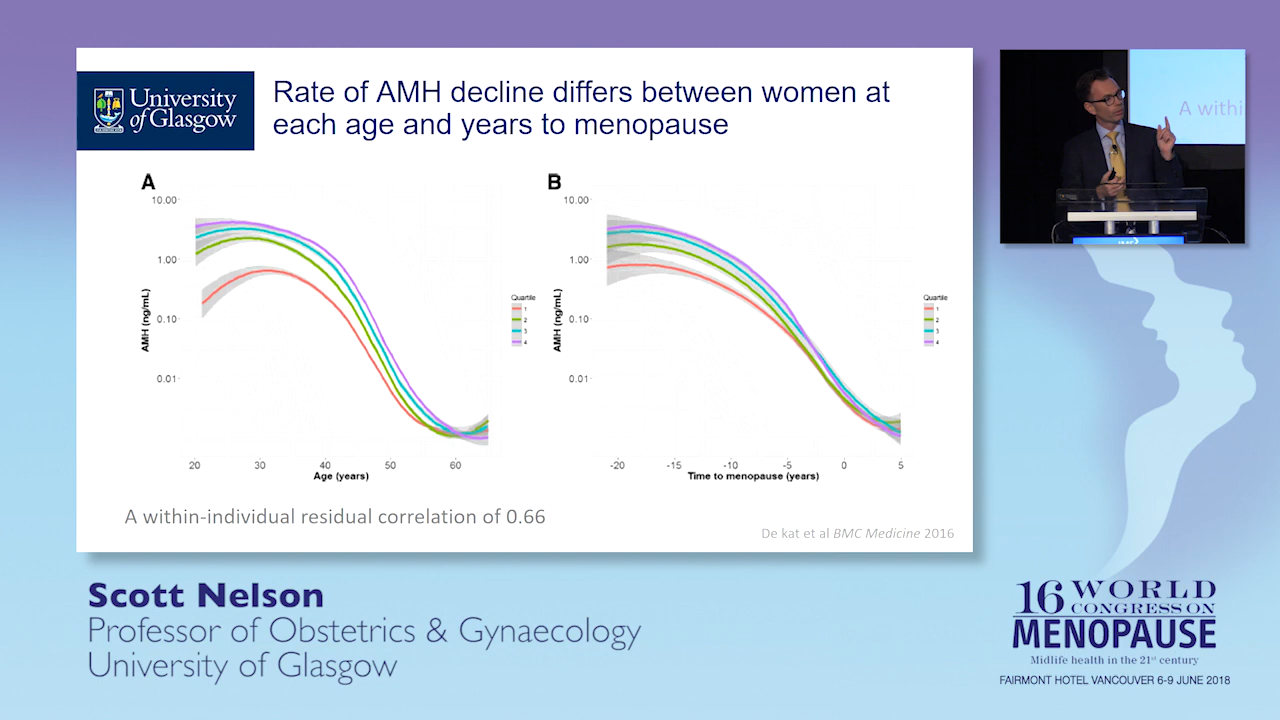 University
of Glasgow
Rate of AMH decline differs between women at
each age and years to menopause
A
10.00
1.00
0.10
0.01
AMH (ng/mL)
20
30
40
50
60
Age (years)
Quartile
1
2
3
4
B
10.00
1.00
0.10
0.01
AMH (ng/mL)
-20
-15
-10
-5
0
5
Time to menopause (years)
Quartile
1
2
3
4
A within-individual residual correlation of 0.66
De kat et al BMC Medicine 2016
A withi
Scott Nelson
Professor of Obstetrics & Gynaecology
University of Glasgow
16 WORLD
CONGRESS ON
MENOPAUSE
Midlife health in the 21st century
FAIRMONT HOTEL VANCOUVER 6-9 JUNE 2018